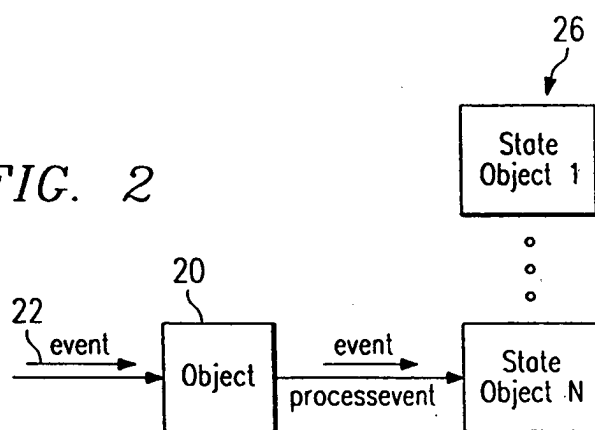 26
State
Object 1
FIG. 2
20
22
event
Object
event
processevent
State
Object N